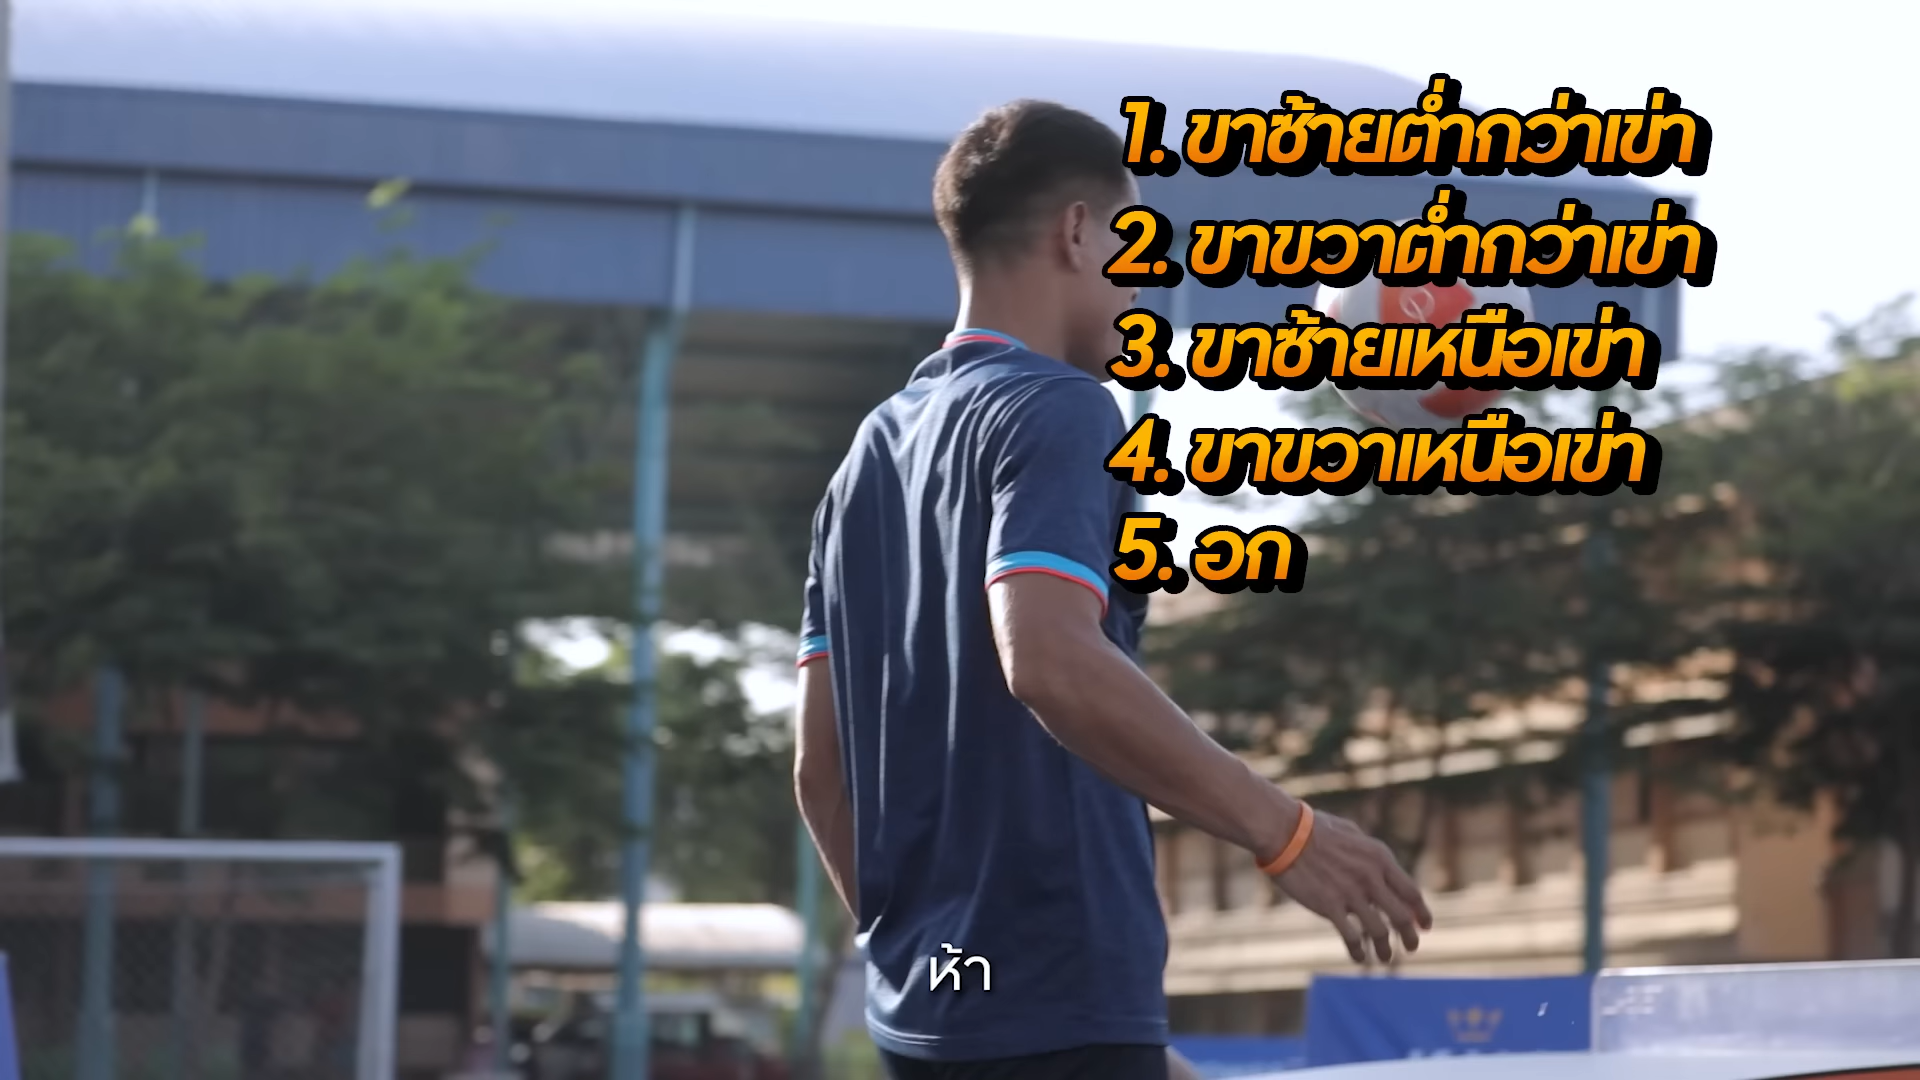 1. ขาซ้ายต่ำกว่าเข่า
2. ขาขวาต่ำกว่าเข่า
3. ขาซ้ายเหนือเข่า
4. ขาขวาเหนือเข่า
5. อก
ห้า